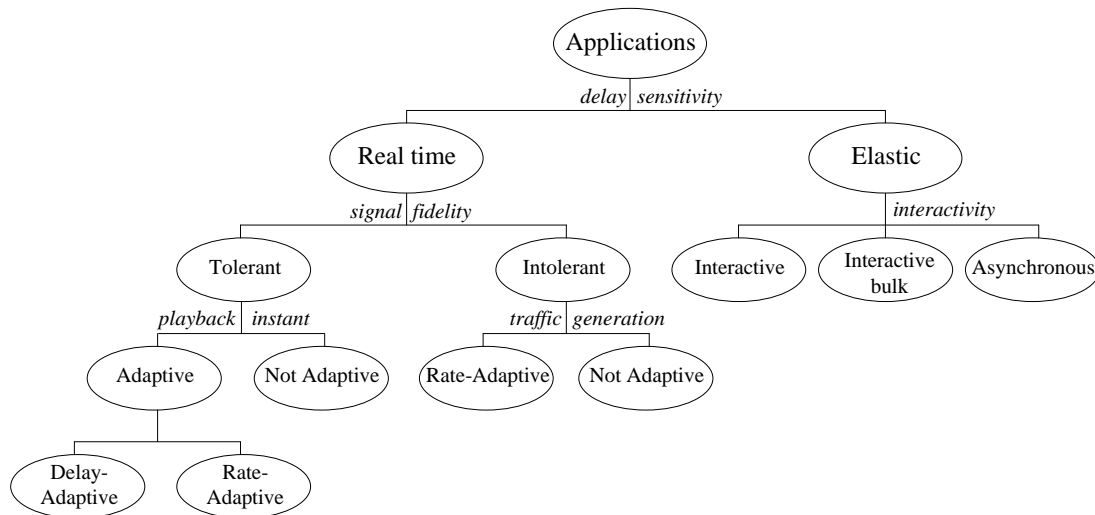 Applications
delay sensitivity
Real time
Elastic
signal fidelity
interactivity
Tolerant
Intolerant
Interactive
Interactive
bulk
Asynchronous
playback instant
traffic generation
Adaptive
Not Adaptive
Rate-Adaptive
Not Adaptive
Delay-
Adaptive
Rate-
Adaptive